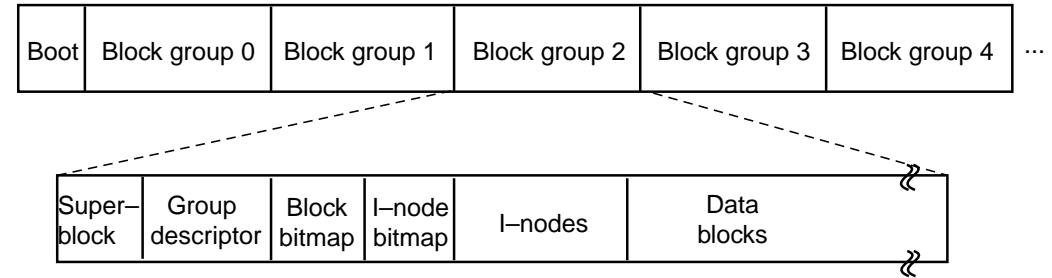 Boot Block group 0 Block group 1 Block group 2 Block group 3 Block group 4 ...
Super– Group Block I–node I–nodes Data
block descriptor bitmap bitmap blocks